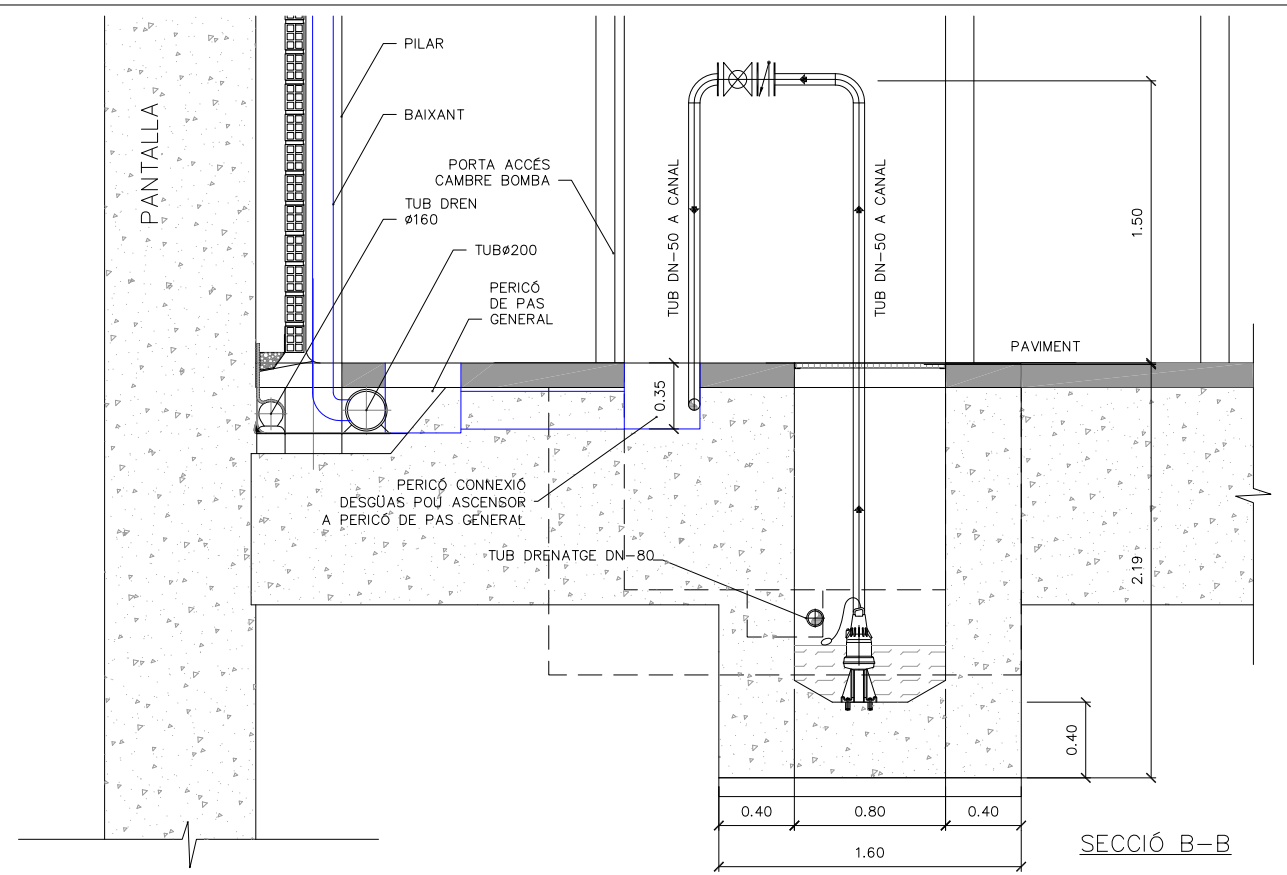 PILAR
BAIXANT
PANTALLA
PORTA ACCÉS
CAMBRE BOMBA
TUB DREN
ø160
TUBø200
PERICÓ
DE PAS
GENERAL
TUB DN-50 A CANAL
TUB DN-50 A CANAL
1.50
PAVIMENT
0.35
PERICÓ CONNEXIÓ
DESGÜAS POU ASCENSOR
A PERICÓ DE PAS GENERAL
TUB DRENATGE DN-80
2.19
0.40
0.40
0.80
0.40
1.60
SECCIÓ B-B